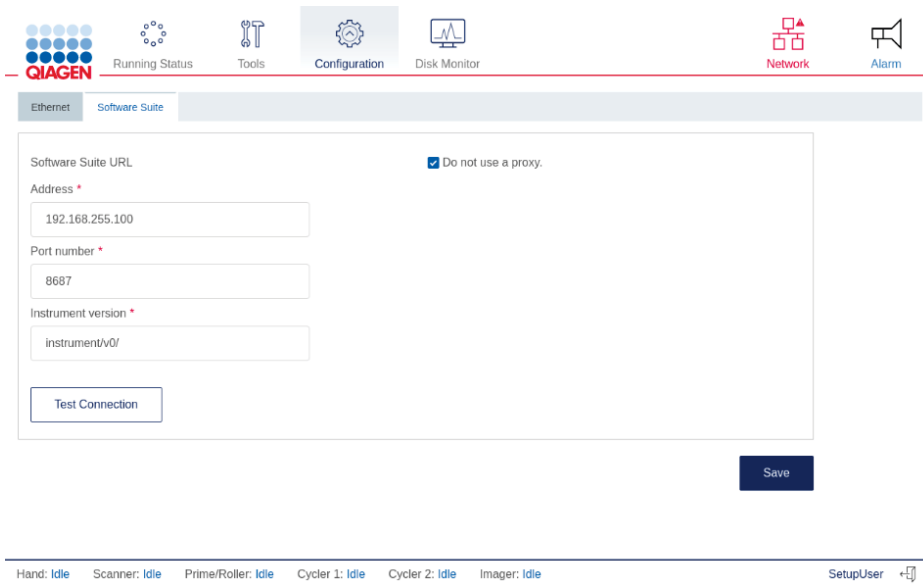 QIAGEN
Running Status
Tools
Configuration
Disk Monitor
Network
Alarm
Ethernet
Software Suite
Software Suite URL
Do not use a proxy.
Address *
192.168.255.100
Port number *
8687
Instrument version *
instrument/v0/
Test Connection
Save
Hand: Idle Scanner: Idle Prime/Roller: Idle Cycler 1: Idle Cycler 2: Idle Imager: Idle SetupUser